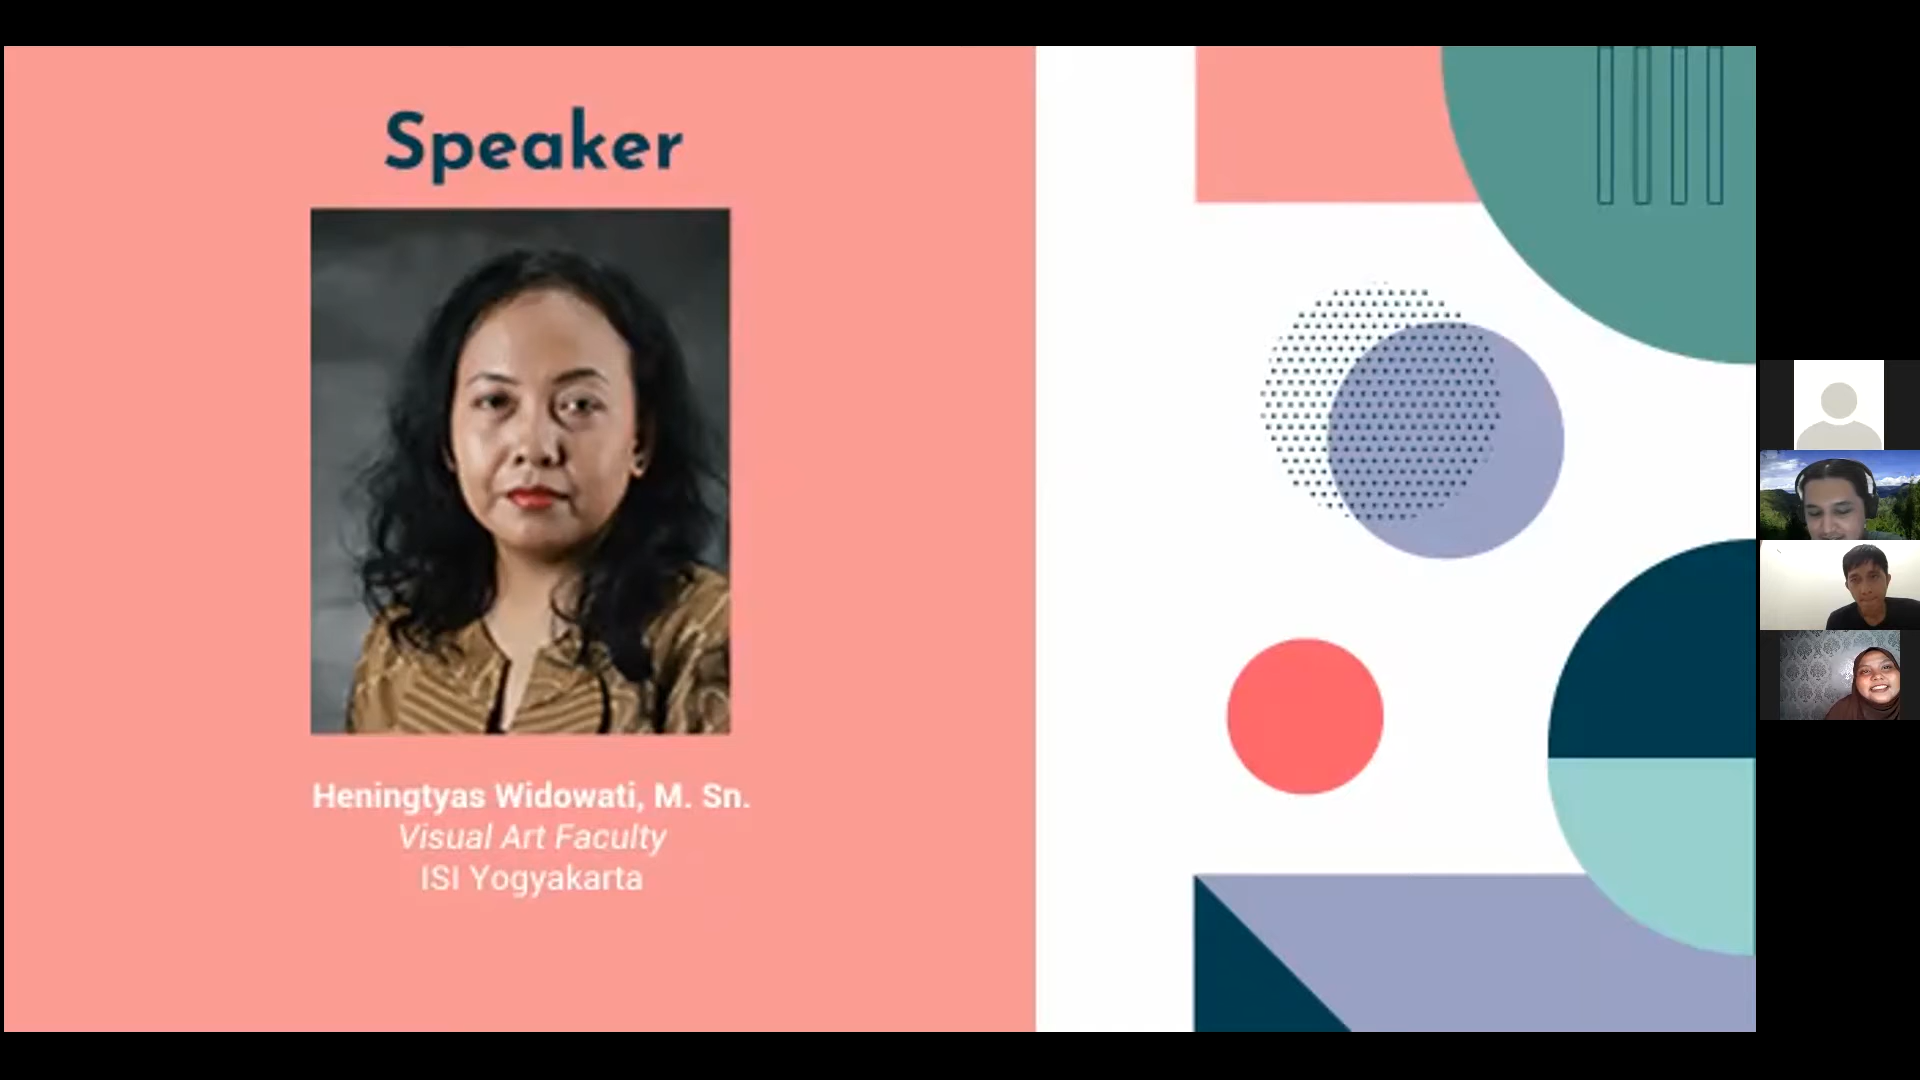 Speaker
Heningtyas Widowati, M. Sn.
Visual Art Faculty
ISI Yogyakarta